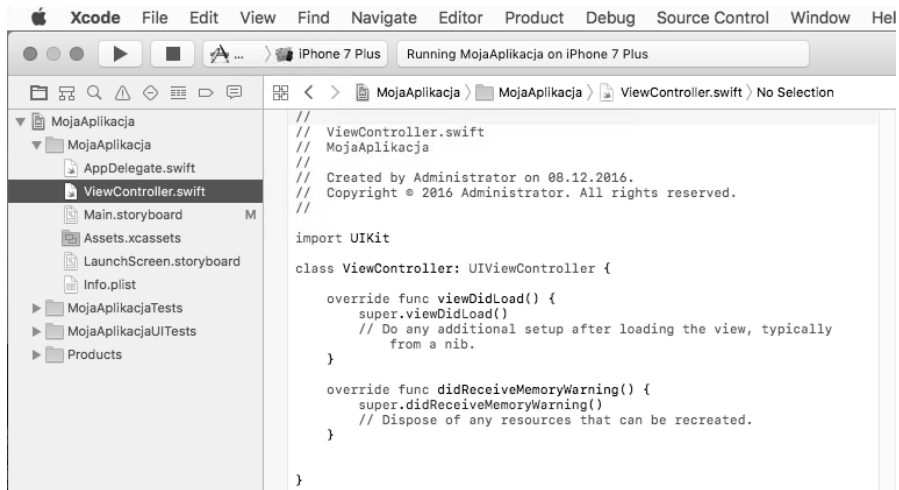 Xcode File Edit View Find Navigate Editor Product Debug Source Control Window Hel
... iPhone 7 Plus Running MojaAplikacja on iPhone 7 Plus
MojaAplikacja MojaAplikacja ViewController.swift No Selection
MojaAplikacja
MojaAplikacja
AppDelegate.swift
ViewController.swift
Main.storyboard M
Assets.xcassets
LaunchScreen.storyboard
Info.plist
MojaAplikacjaTests
MojaAplikacjaUITests
Products
//
// ViewController.swift
// MojaAplikacja
//
// Created by Administrator on 08.12.2016.
// Copyright © 2016 Administrator. All rights reserved.
//
import UIKit
class ViewController: UIViewController {
override func viewDidLoad() {
super.viewDidLoad()
// Do any additional setup after loading the view, typically
from a nib.
}
override func didReceiveMemoryWarning() {
super.didReceiveMemoryWarning()
// Dispose of any resources that can be recreated.
}
}